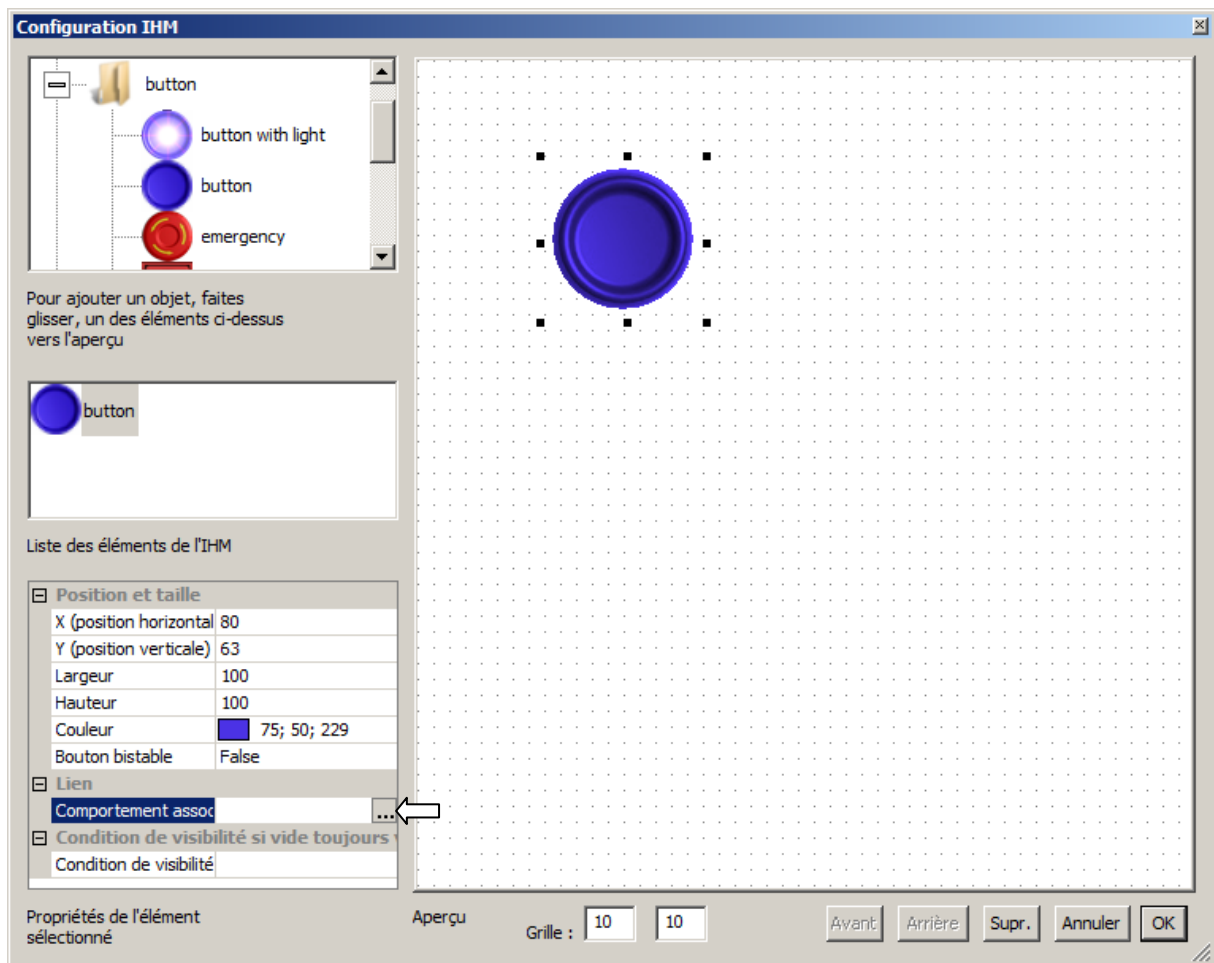 Configuration IHM
button
button with light
button
emergency
Pour ajouter un objet, faites
glisser, un des éléments ci-dessus
vers l'aperçu
button
Liste des éléments de l'IHM
Position et taille
X (position horizontal 80
Y (position verticale) 63
Largeur 100
Hauteur 100
Couleur 75; 50; 229
Bouton bistable False
Lien
Comportement assoc ...
Condition de visibilité si vide toujours v
Condition de visibilité
Propriétés de l'élément
sélectionné
Aperçu
Grille : 10 10
Avant Arrière Supr. Annuler OK